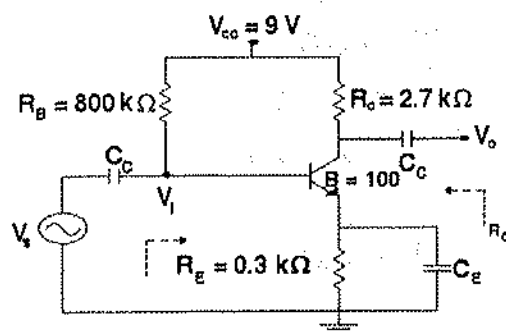 V_cc = 9 V
R_B = 800 kΩ
R_c = 2.7 kΩ
C_C
V_o
C_C
V_I
B = 100
V_s
R_o
R_E = 0.3 kΩ
C_E